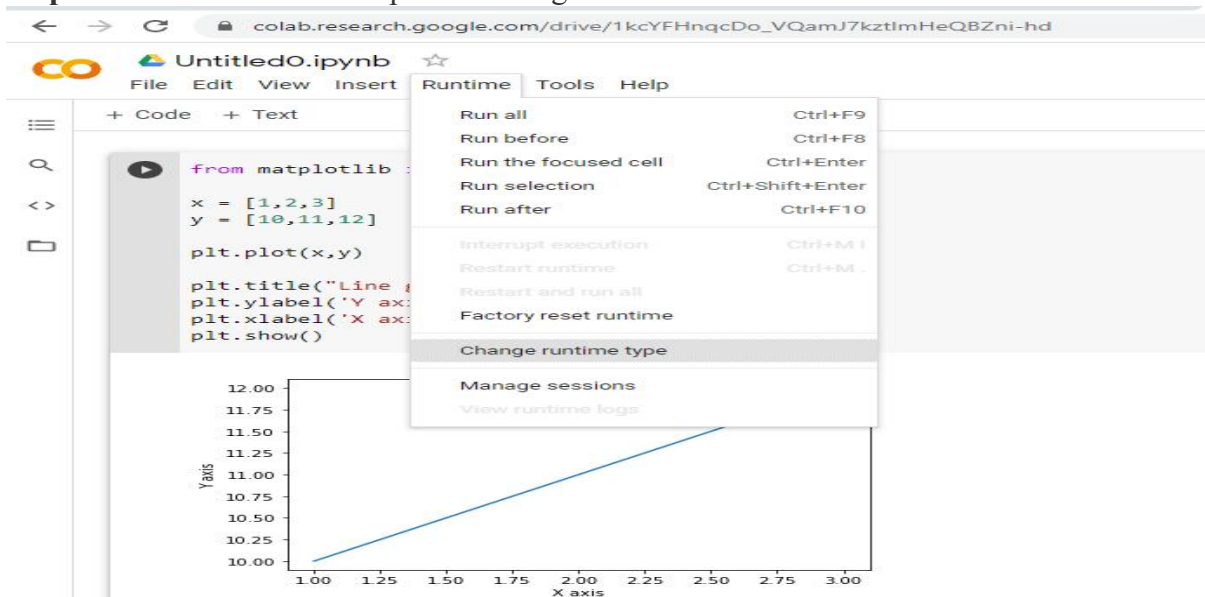 colab.research.google.com/drive/1kcYFHnqcDo_VQamJ7kztlmHeQBZni-hd
Untitled0.ipynb
File Edit View Insert Runtime Tools Help
+ Code + Text
Run all Ctrl+F9
Run before Ctrl+F8
Run the focused cell Ctrl+Enter
Run selection Ctrl+Shift+Enter
Run after Ctrl+F10
Interrupt execution Ctrl+M I
Restart runtime Ctrl+M .
Restart and run all
Factory reset runtime
Change runtime type
Manage sessions
View runtime logs
from matplotlib
x = [1,2,3]
y = [10,11,12]
plt.plot(x,y)
plt.title("Line
plt.ylabel('Y ax
plt.xlabel('X ax
plt.show()
12.00
11.75
11.50
11.25
11.00
10.75
10.50
10.25
10.00
Y axis
1.00 1.25 1.50 1.75 2.00 2.25 2.50 2.75 3.00
X axis